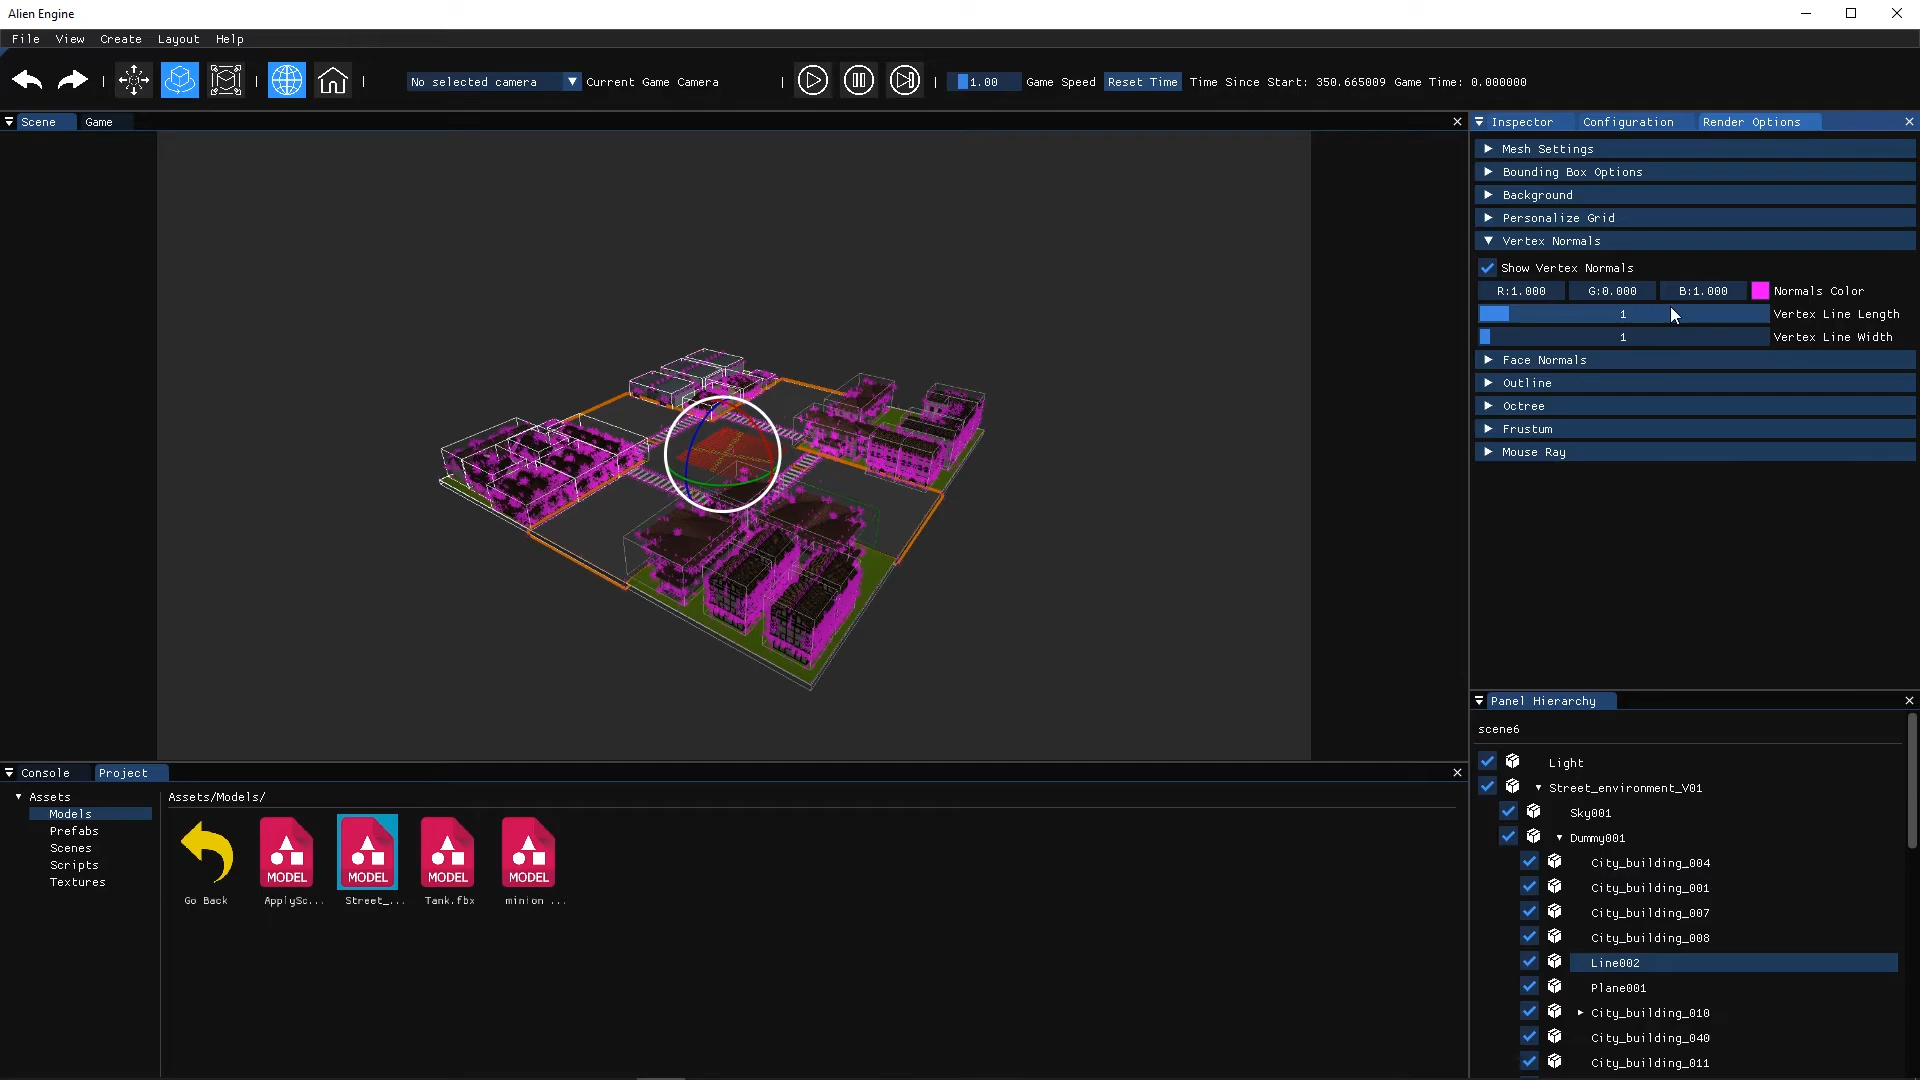 Alien Engine
File View Create Layout Help
No selected camera Current Game Camera 1.00 Game Speed Reset Time Time Since Start: 350.665009 Game Time: 0.000000
Scene Game
Inspector Configuration Render Options
Mesh Settings
Bounding Box Options
Background
Personalize Grid
Vertex Normals
Show Vertex Normals
R:1.000 G:0.000 B:1.000 Normals Color
1 Vertex Line Length
1 Vertex Line Width
Face Normals
Outline
Octree
Frustum
Mouse Ray
Panel Hierarchy
scene6
Light
Street_environment_V01
Sky001
Dummy001
City_building_004
City_building_001
City_building_007
City_building_008
Line002
Plane001
City_building_010
City_building_040
City_building_011
Console Project
Assets
Models
Prefabs
Scenes
Scripts
Textures
Assets/Models/
MODEL MODEL MODEL MODEL
Go Back ApplySc... Street_... Tank.fbx minion ...